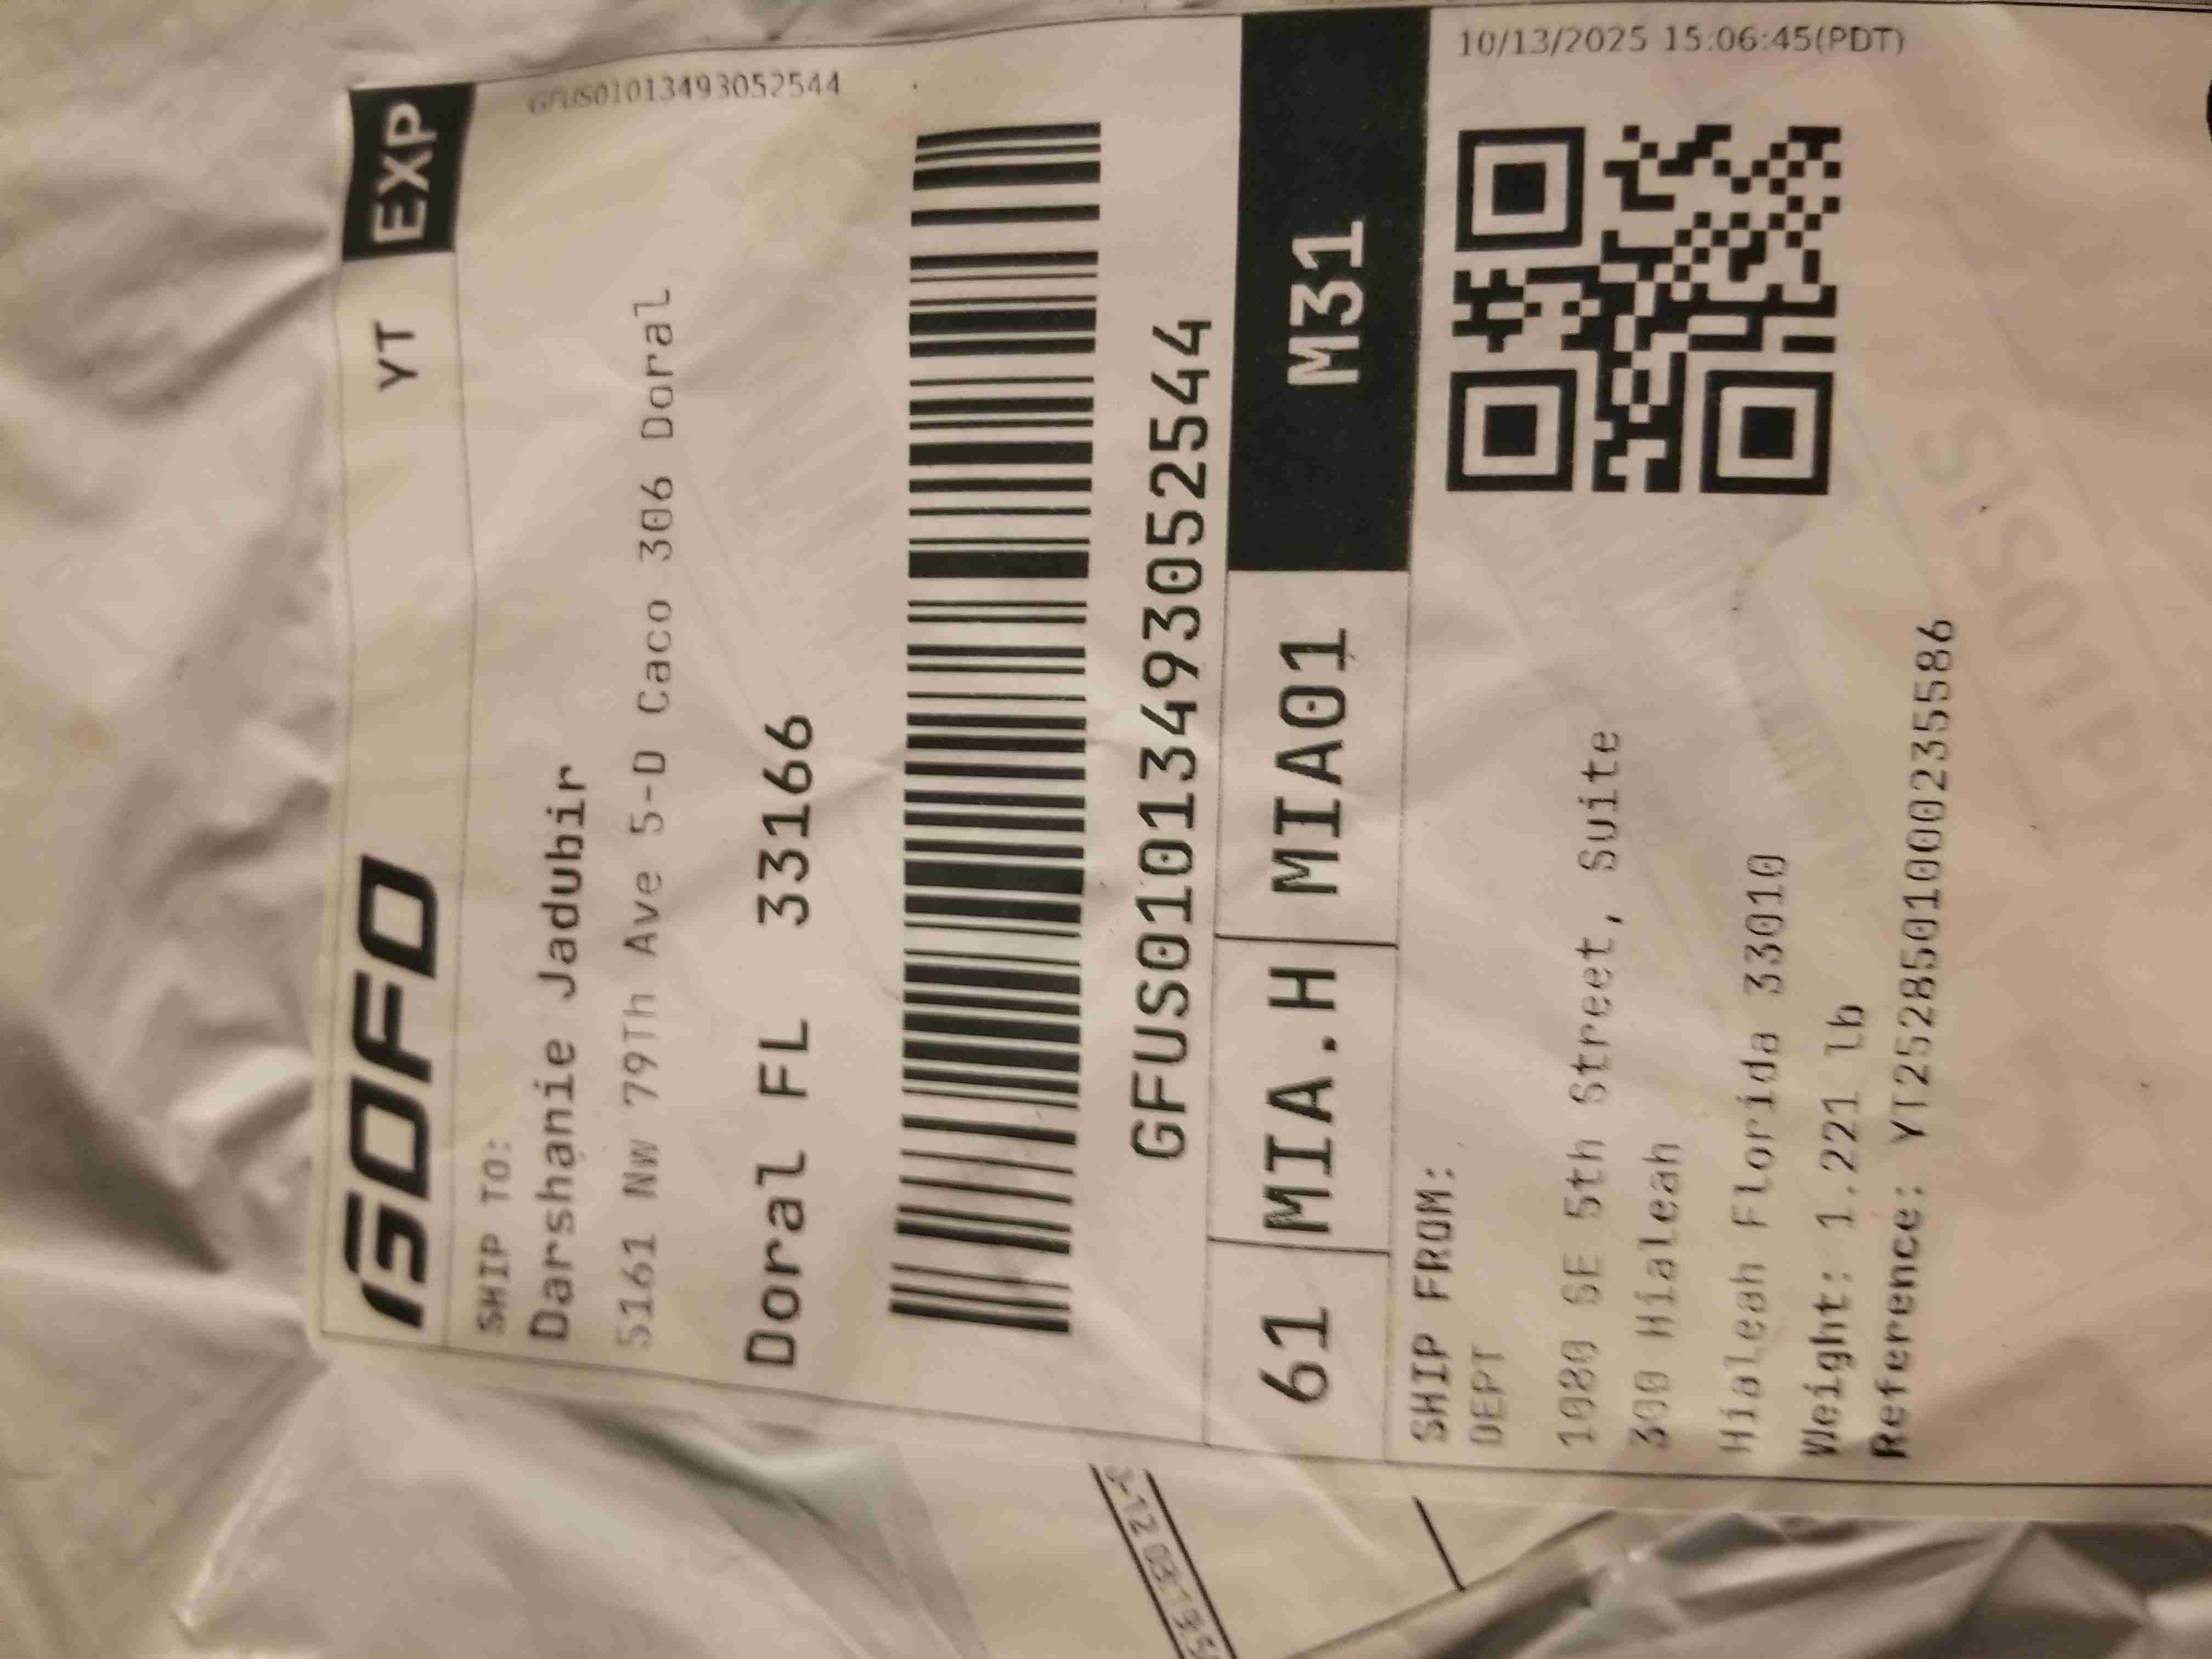 GOFO YT EXP
GFUS01013493052544
SHIP TO:
Darshanie Jadubir
5161 Nw 79Th Ave 5-D Caco 306 Doral
Doral FL 33166
GFUS01013493052544
61 MIA.H MIA01 M31
10/13/2025 15:06:45(PDT)
SHIP FROM:
DEPT
1080 SE 5th Street, Suite
300 Hialeah
Hialeah Florida 33010
Weight: 1.221 lb
Reference: YT2528501000235586